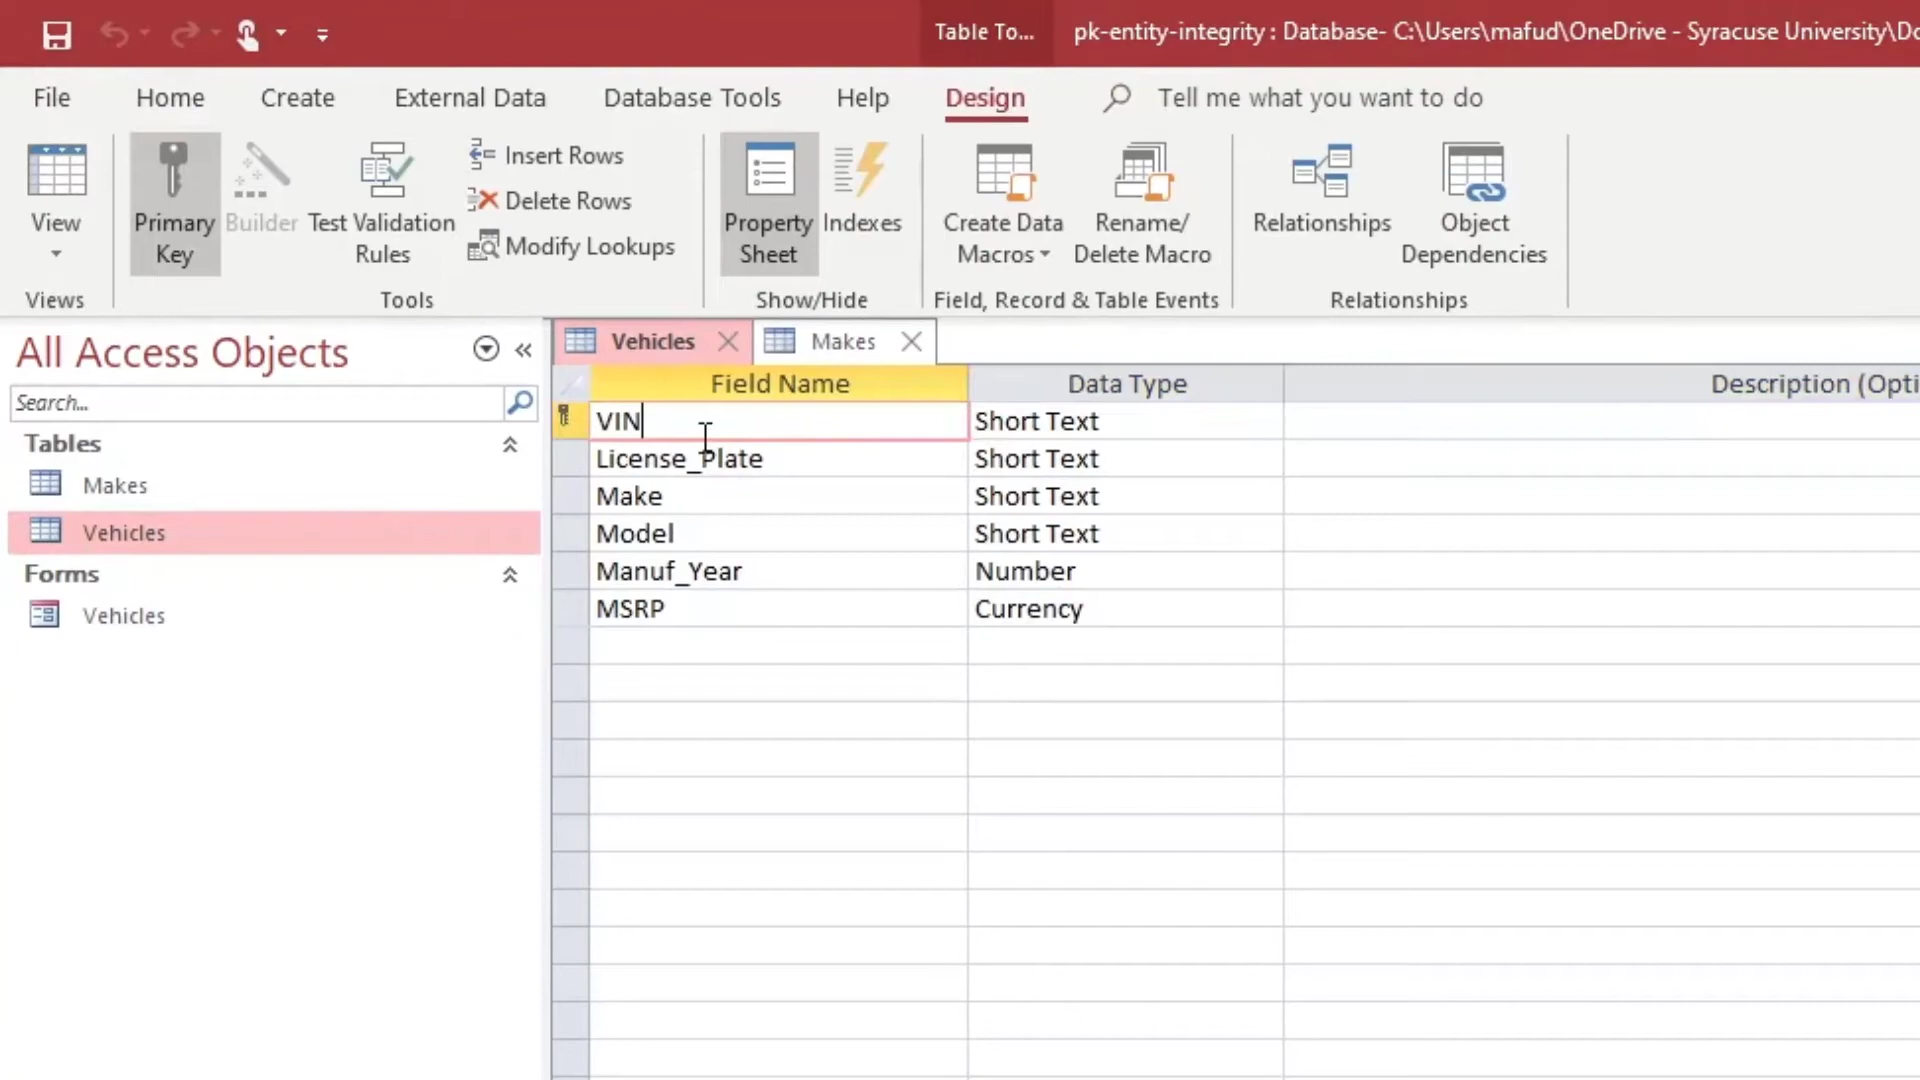 Table To... pk-entity-integrity : Database- C:\Users\mafud\OneDrive - Syracuse University\Do
File Home Create External Data Database Tools Help Design Tell me what you want to do
View
Primary Key
Builder
Test Validation Rules
Insert Rows
Delete Rows
Modify Lookups
Property Sheet
Indexes
Create Data Macros
Rename/ Delete Macro
Relationships
Object Dependencies
Views Tools Show/Hide Field, Record & Table Events Relationships
All Access Objects
Search...
Tables
Makes
Vehicles
Forms
Vehicles
Vehicles Makes
Field Name Data Type Description (Opti
VIN Short Text
License_Plate Short Text
Make Short Text
Model Short Text
Manuf_Year Number
MSRP Currency